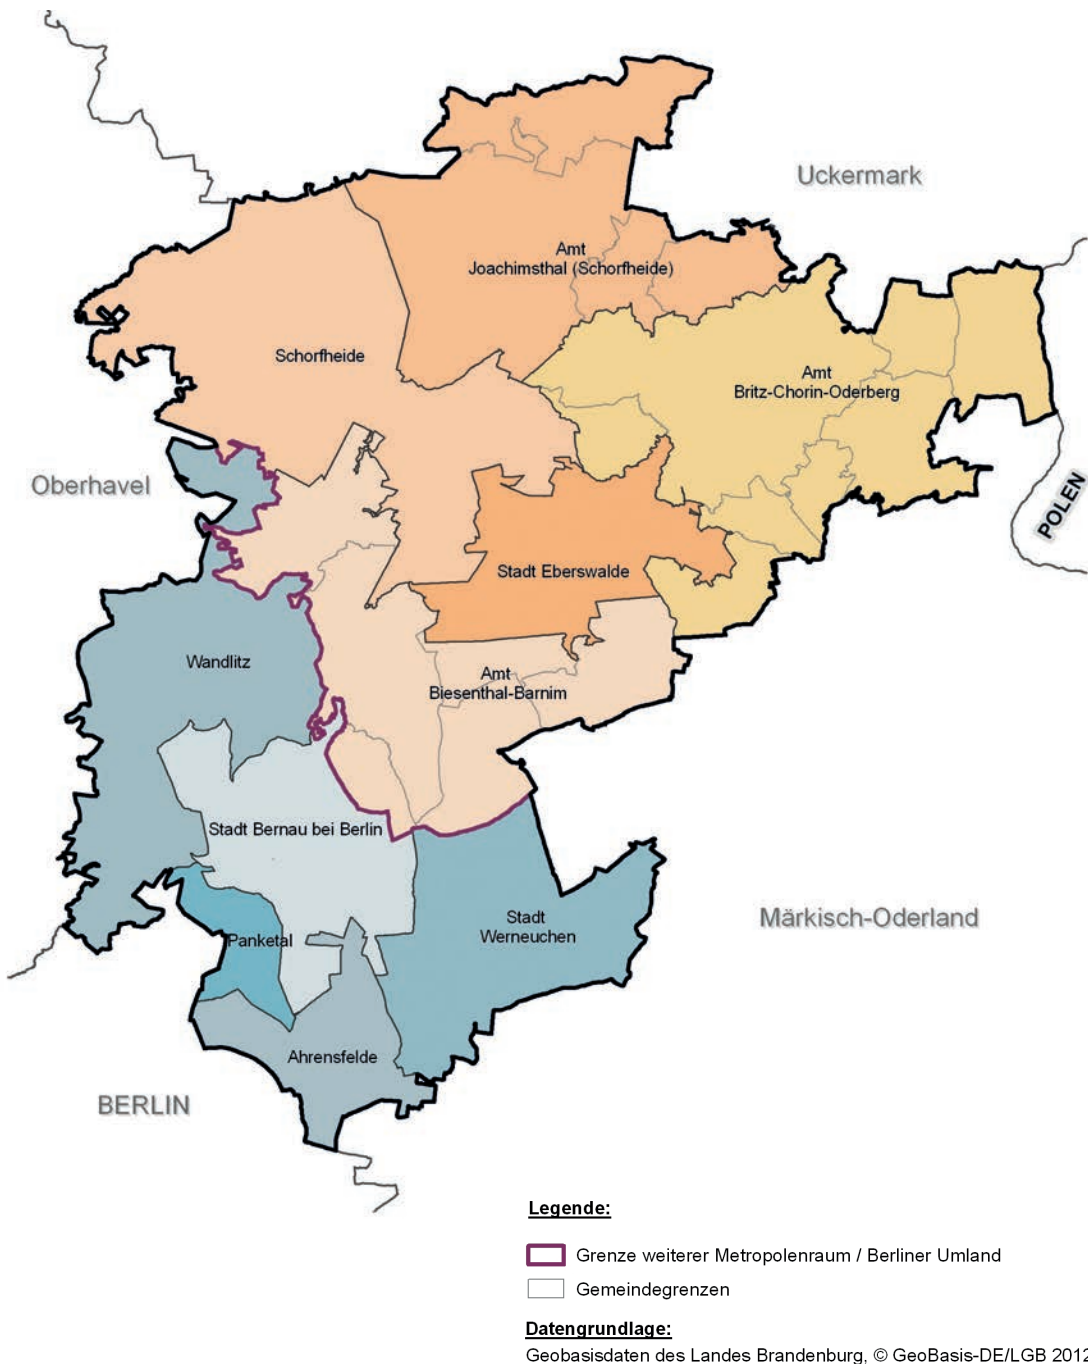 Uckermark
Amt
Joachimsthal (Schorfheide)
Schorfheide
Amt
Britz-Chorin-Oderberg
Oberhavel
POLEN
Stadt Eberswalde
Wandlitz
Amt
Biesenthal-Barnim
Stadt Bernau bei Berlin
Stadt
Werneuchen
Märkisch-Oderland
Panketal
Ahrensfelde
BERLIN
Legende:
Grenze weiterer Metropolenraum / Berliner Umland
Gemeindegrenzen
Datengrundlage:
Geobasisdaten des Landes Brandenburg, © GeoBasis-DE/LGB 2012